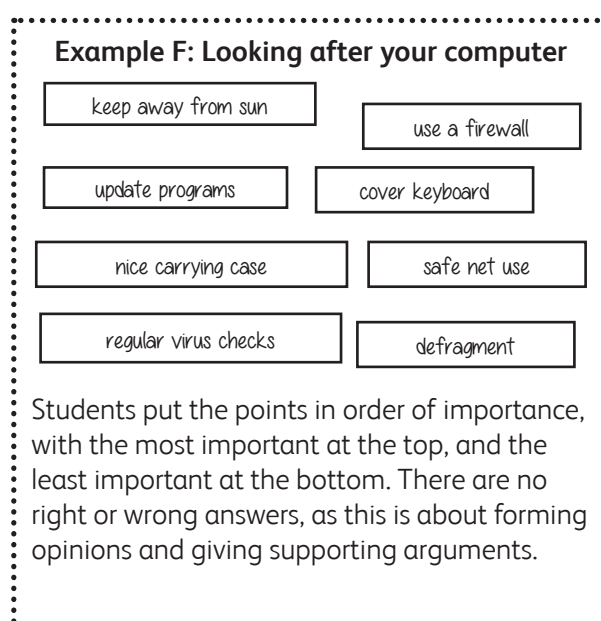 Example F: Looking after your computer
keep away from sun
use a firewall
update programs
cover keyboard
nice carrying case
safe net use
regular virus checks
defragment
Students put the points in order of importance,
with the most important at the top, and the
least important at the bottom. There are no
right or wrong answers, as this is about forming
opinions and giving supporting arguments.